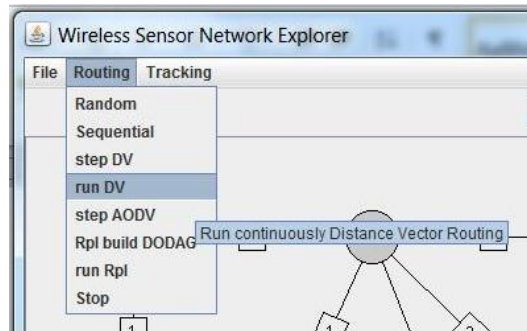 Wireless Sensor Network Explorer
File Routing Tracking
Random
Sequential
step DV
run DV
step AODV
Run continuously Distance Vector Routing
Rpl build DODAG
run Rpl
Stop
1
1
2